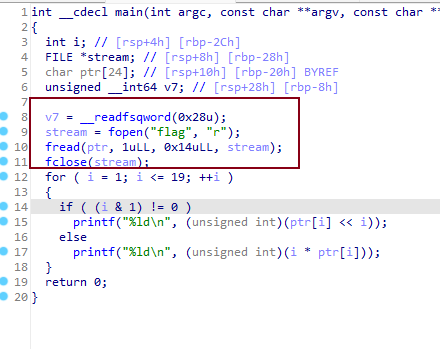 1 int __cdecl main(int argc, const char **argv, const char **
2 {
3 int i; // [rsp+4h] [rbp-2Ch]
4 FILE *stream; // [rsp+8h] [rbp-28h]
5 char ptr[24]; // [rsp+10h] [rbp-20h] BYREF
6 unsigned __int64 v7; // [rsp+28h] [rbp-8h]
7
8 v7 = __readfsqword(0x28u);
9 stream = fopen("flag", "r");
10 fread(ptr, 1uLL, 0x14uLL, stream);
11 fclose(stream);
12 for ( i = 1; i <= 19; ++i )
13 {
14 if ( (i & 1) != 0 )
15 printf("%ld\n", (unsigned int)(ptr[i] << i));
16 else
17 printf("%ld\n", (unsigned int)(i * ptr[i]));
18 }
19 return 0;
20 }